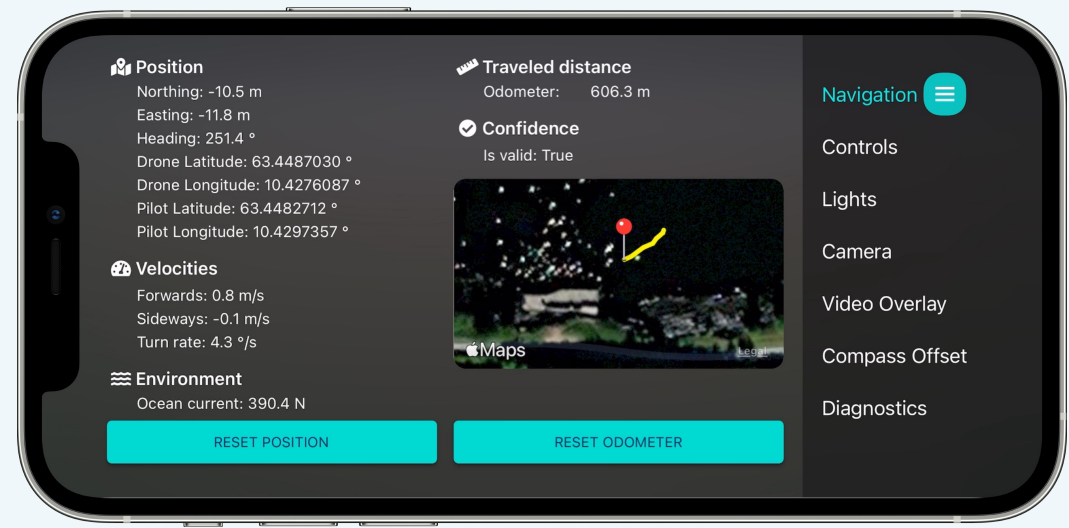 Position
Northing: -10.5 m
Easting: -11.8 m
Heading: 251.4 °
Drone Latitude: 63.4487030 °
Drone Longitude: 10.4276087 °
Pilot Latitude: 63.4482712 °
Pilot Longitude: 10.4297357 °
Velocities
Forwards: 0.8 m/s
Sideways: -0.1 m/s
Turn rate: 4.3 °/s
Environment
Ocean current: 390.4 N
RESET POSITION
Traveled distance
Odometer: 606.3 m
Confidence
Is valid: True
Maps
Legal
RESET ODOMETER
Navigation
Controls
Lights
Camera
Video Overlay
Compass Offset
Diagnostics